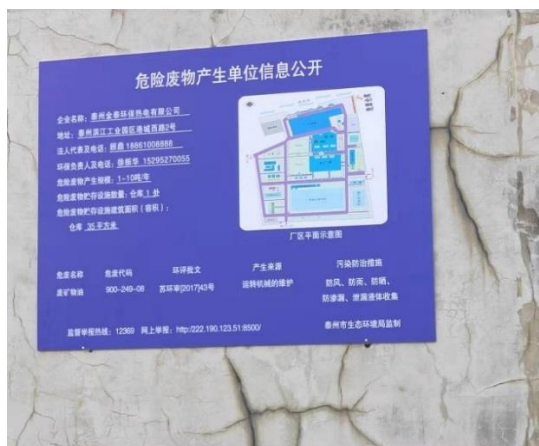 危险废物产生单位信息公开
企业名称：泰州金泰环保热电有限公司
地址：泰州滨江工业园区港城西路2号
法人代表及电话：顾鑫 18861008888
环保负责人及电话：徐振华 15295270055
危险废物产生规模：1-10吨/年
危险废物贮存设施数量：仓库 1 处
危险废物贮存设施建筑面积（容积）：
仓库 35平方米
厂区平面示意图
危废名称 危废代码 环评批文 产生来源 污染防治措施
废矿物油 900-249-08 苏环审[2017]43号 运转机械的维护 防风、防雨、防晒、
防渗漏、泄漏液体收集
监督举报热线：12369 网上举报：http://222.190.123.51:8500/ 泰州市生态环境局监制